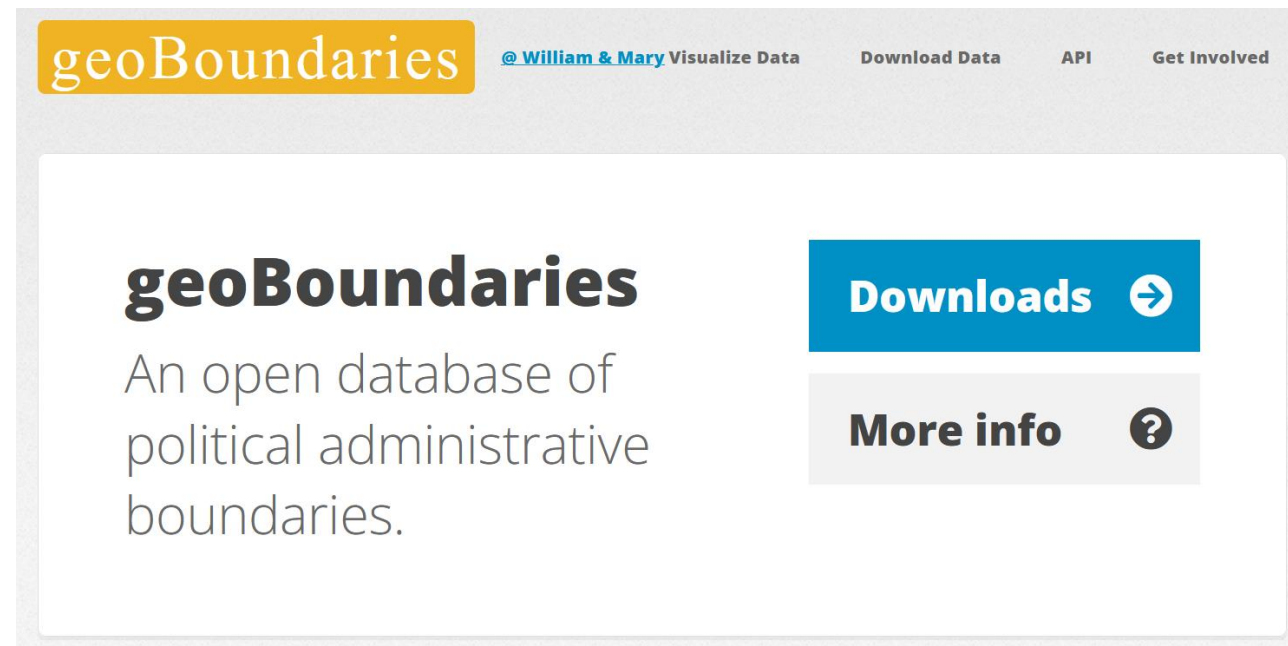 geoBoundaries @ William & Mary Visualize Data Download Data API Get Involved
geoBoundaries
An open database of
political administrative
boundaries.
Downloads
More info